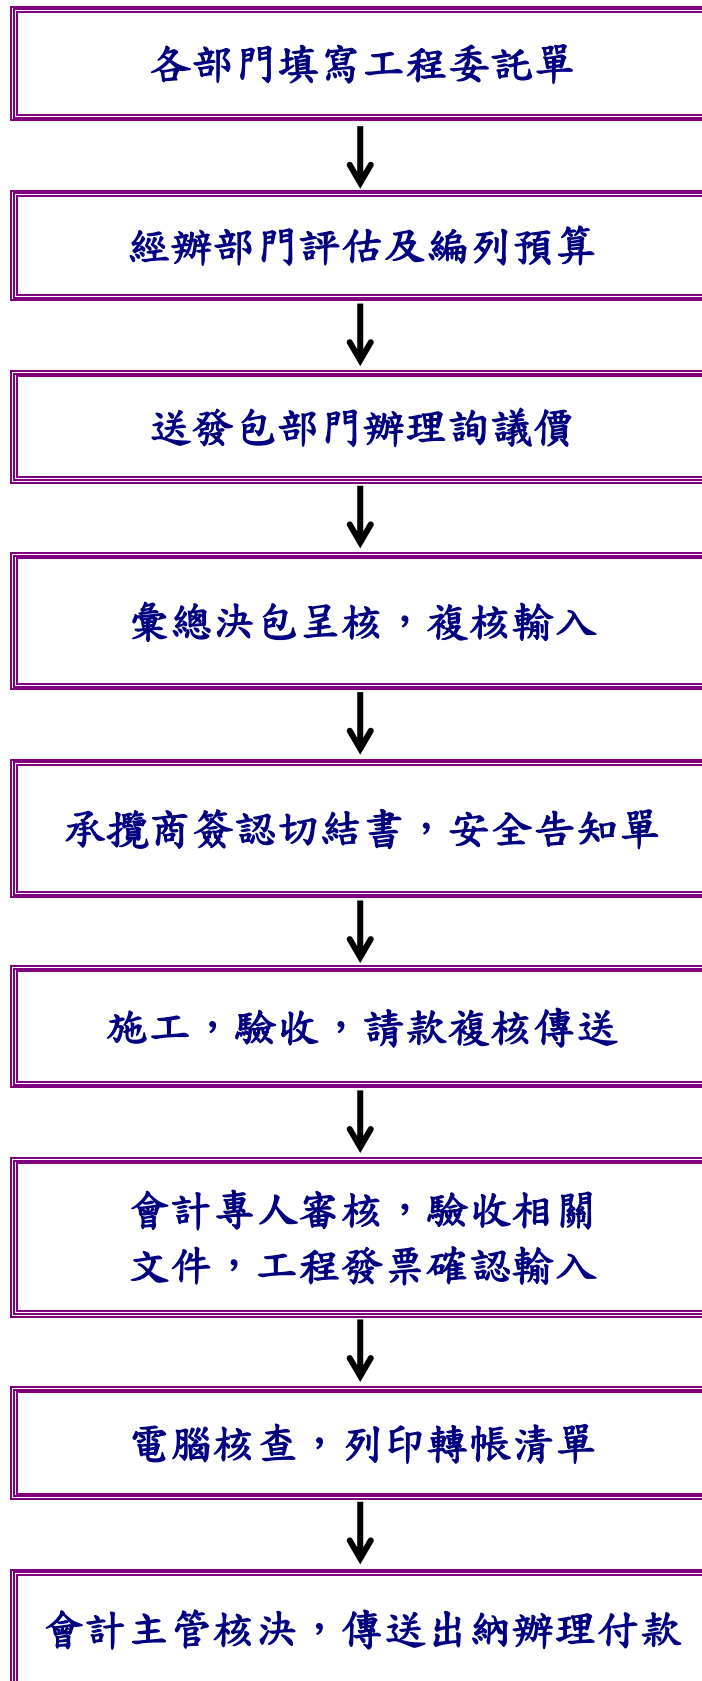 各部門填寫工程委託單
經辦部門評估及編列預算
送發包部門辦理詢議價
彙總決包呈核，複核輸入
承攬商簽認切結書，安全告知單
施工，驗收，請款複核傳送
會計專人審核，驗收相關
文件，工程發票確認輸入
電腦核查，列印轉帳清單
會計主管核決，傳送出納辦理付款